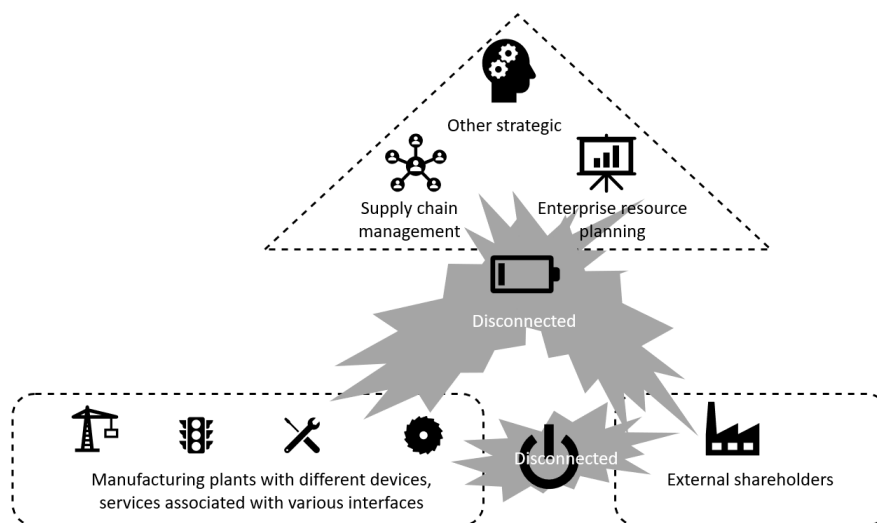 Other strategic
Supply chain
management
Enterprise resource
planning
Disconnected
Disconnected
Manufacturing plants with different devices,
services associated with various interfaces
External shareholders